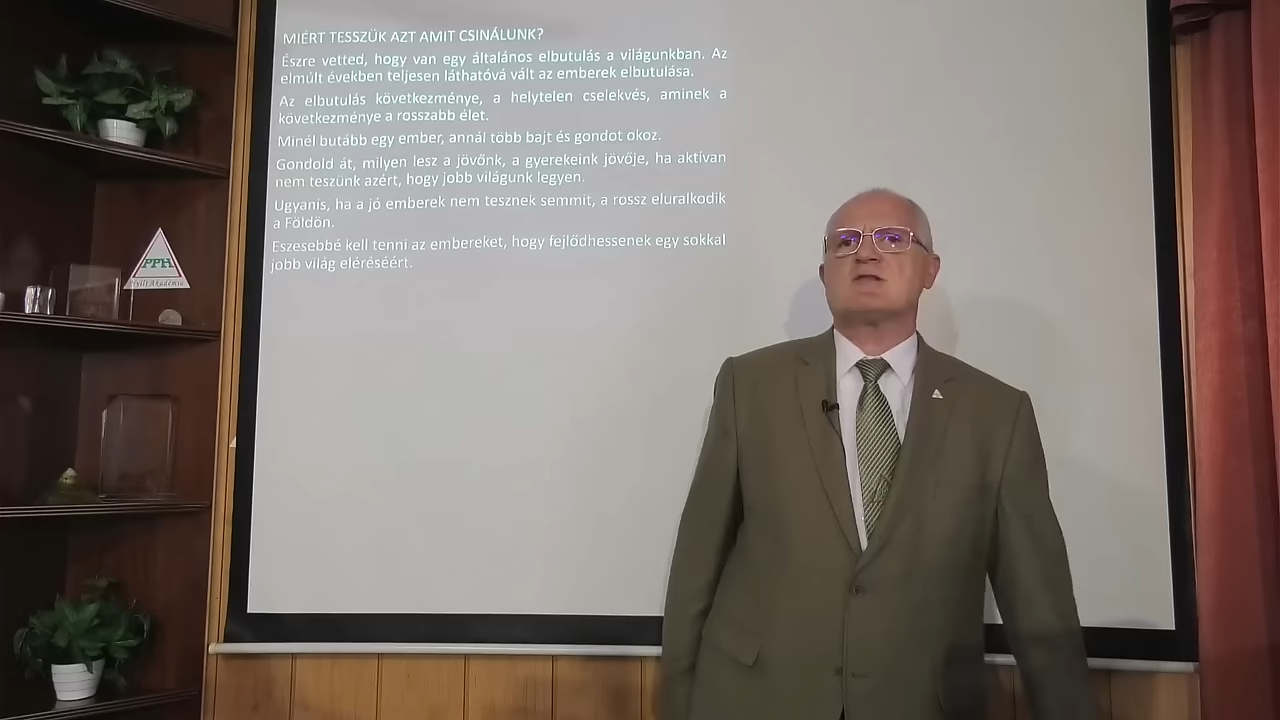 MIÉRT TESSZÜK AZT AMIT CSINÁLUNK?
Észre vetted, hogy van egy általános elbutulás a világunkban. Az
elmúlt években teljesen láthatóvá vált az emberek elbutulása.
Az elbutulás következménye, a helytelen cselekvés, aminek a
következménye a rosszabb élet.
Minél butább egy ember, annál több bajt és gondot okoz.
Gondold át, milyen lesz a jövőnk, a gyerekeink jövője, ha aktívan
nem teszünk azért, hogy jobb világunk legyen.
Ugyanis, ha a jó emberek nem tesznek semmit, a rossz eluralkodik
a Földön.
Eszesebbé kell tenni az embereket, hogy fejlődhessenek egy sokkal
jobb világ eléréséért.
PPH
Nyílt Akadémia